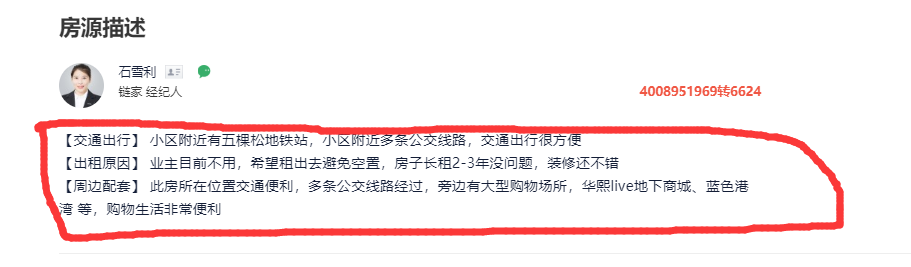 房源描述
石雪利
链家 经纪人
4008951969转6624
【交通出行】 小区附近有五棵松地铁站，小区附近多条公交线路，交通出行很方便
【出租原因】 业主目前不用，希望租出去避免空置，房子长租2-3年没问题，装修还不错
【周边配套】 此房所在位置交通便利，多条公交线路经过，旁边有大型购物场所，华熙live地下商城、蓝色港
湾 等，购物生活非常便利